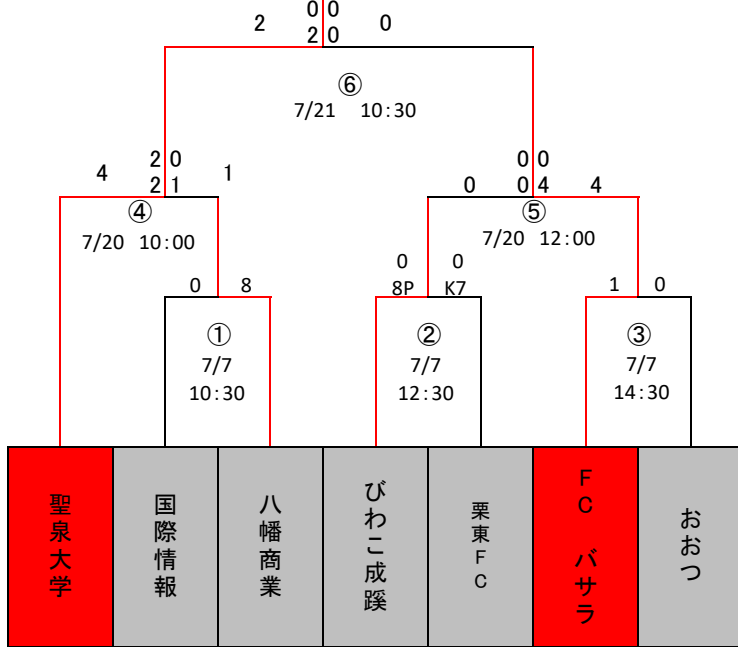 0 0
2 2 0 0
⑥
7/21 10:30
2 0 0 0
4 2 1 1 0 0 4 4
④ ⑤
7/20 10:00 7/20 12:00
0 0
0 8 8P K7 1 0
① ② ③
7/7 7/7 7/7
10:30 12:30 14:30
聖泉大学
国際情報
八幡商業
びわこ成蹊
栗東FC
FC バサラ
おおつ